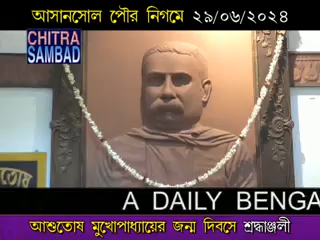 আসানসোল পৌর নিগমে ২৯/০৬/২০২৪
CHITRA
SAMBAD
A DAILY BENGA
আশুতোষ মুখোপাধ্যায়ের জন্ম দিবসে শ্রদ্ধাঞ্জলী